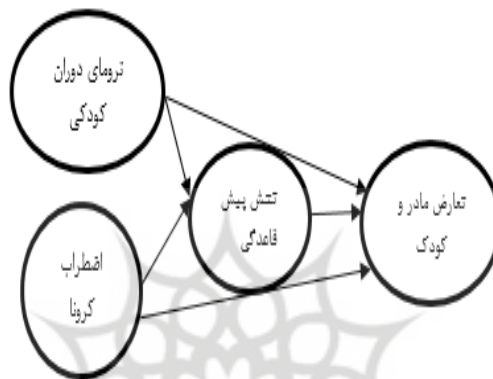 ترومای دوران
کودکی
تنش پیش
قاعدگی
تعارض مادر و
کودک
اضطراب
کرونا